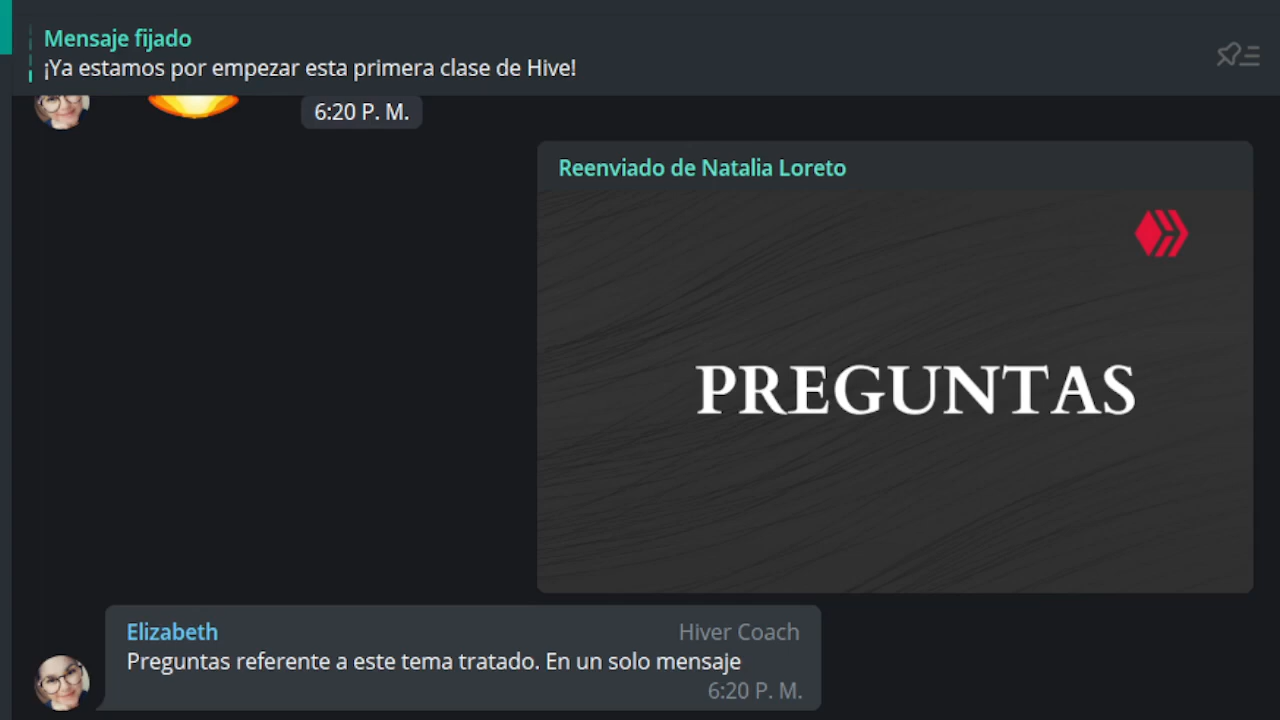 Mensaje fijado
¡Ya estamos por empezar esta primera clase de Hive!
6:20 P. M.
Reenviado de Natalia Loreto
PREGUNTAS
Elizabeth Hiver Coach
Preguntas referente a este tema tratado. En un solo mensaje
6:20 P. M.